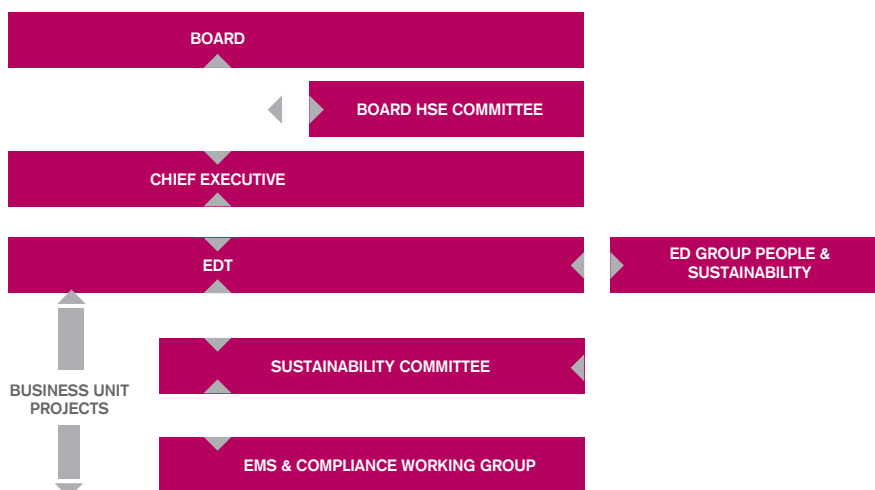 BOARD
BOARD HSE COMMITTEE
CHIEF EXECUTIVE
EDT
ED GROUP PEOPLE &
SUSTAINABILITY
SUSTAINABILITY COMMITTEE
BUSINESS UNIT
PROJECTS
EMS & COMPLIANCE WORKING GROUP